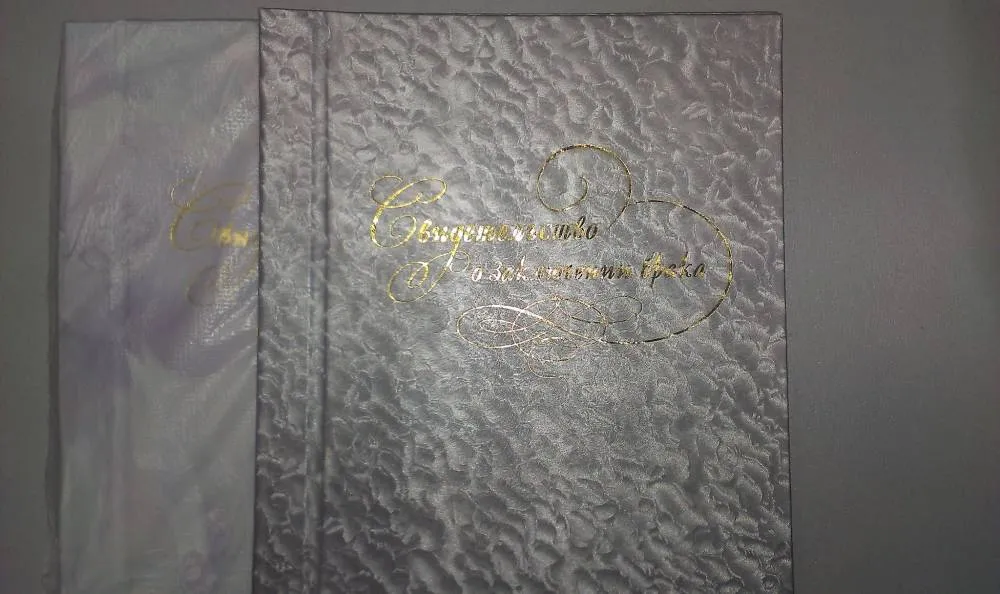 Свидетельство
о заключении брака